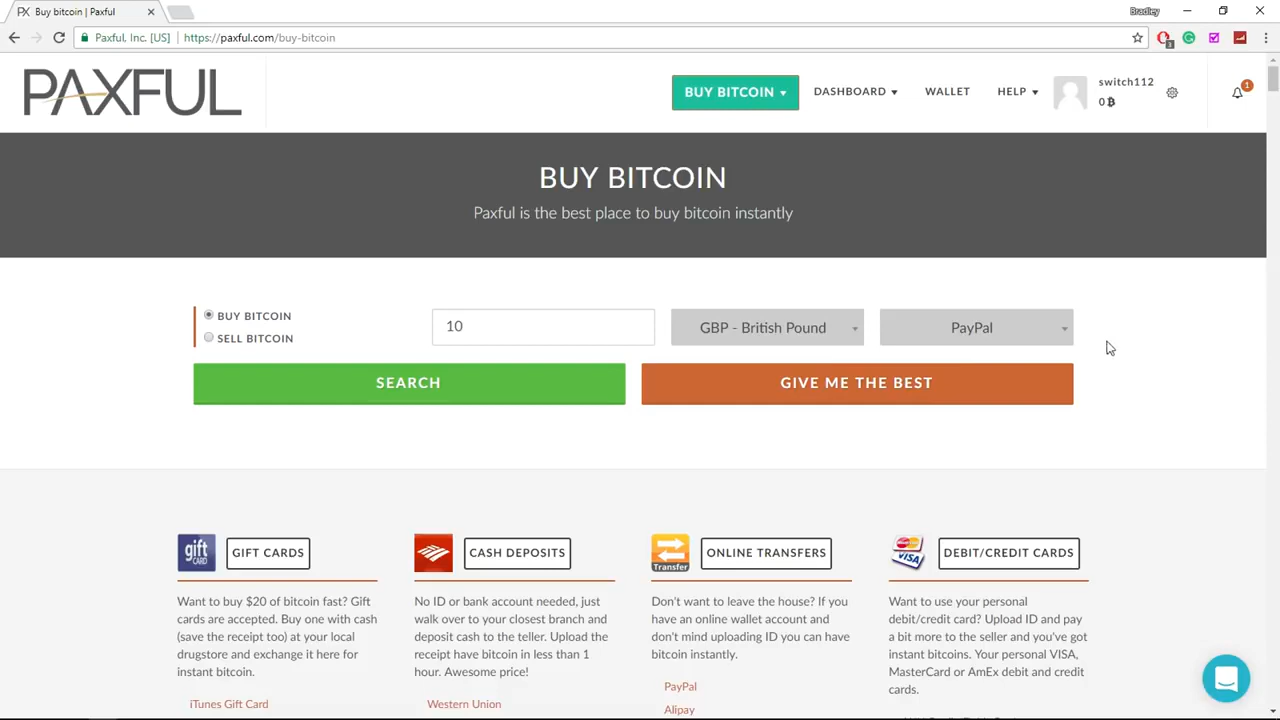 Buy bitcoin | Paxful
Bradley
Paxful, Inc. [US] https://paxful.com/buy-bitcoin
3
PAXFUL
BUY BITCOIN
DASHBOARD
WALLET
HELP
switch112
0
1
BUY BITCOIN
Paxful is the best place to buy bitcoin instantly
BUY BITCOIN
SELL BITCOIN
10
GBP - British Pound
PayPal
SEARCH
GIVE ME THE BEST
gift
CARD
GIFT CARDS
Want to buy $20 of bitcoin fast? Gift
cards are accepted. Buy one with cash
(save the receipt too) at your local
drugstore and exchange it here for
instant bitcoin.
iTunes Gift Card
CASH DEPOSITS
No ID or bank account needed, just
walk over to your closest branch and
deposit cash to the teller. Upload the
receipt have bitcoin in less than 1
hour. Awesome price!
Western Union
Transfer
ONLINE TRANSFERS
Don't want to leave the house? If you
have an online wallet account and
don't mind uploading ID you can have
bitcoin instantly.
PayPal
Alipay
MasterCard
VISA
DEBIT/CREDIT CARDS
Want to use your personal
debit/credit card? Upload ID and pay
a bit more to the seller and you've got
instant bitcoins. Your personal VISA,
MasterCard or AmEx debit and credit
cards.